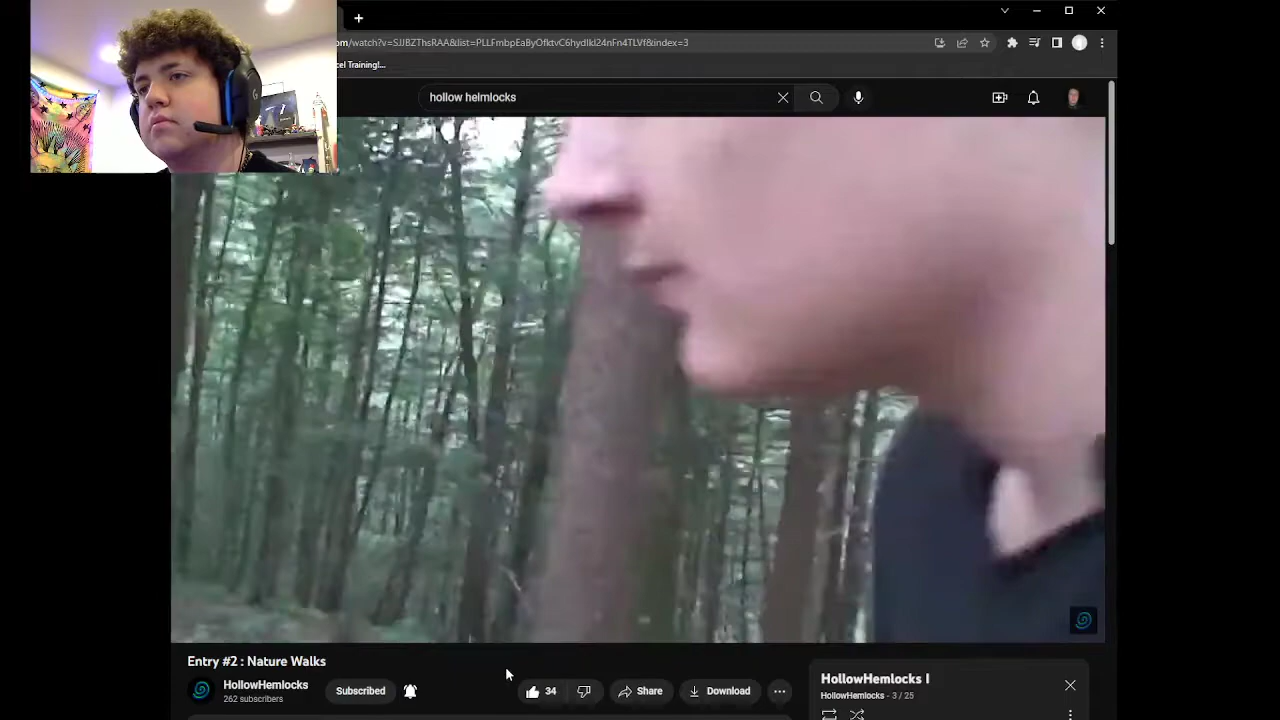 om/watch?v=SJJBZThsRAA&list=PLLFmbpEaByOfktvC6hydIkl24nFn4TLVf&index=3
cel Training!...
hollow helmlocks
Entry #2 : Nature Walks
HollowHemlocks
262 subscribers
Subscribed
34
Share
Download
HollowHemlocks I
HollowHemlocks - 3 / 25